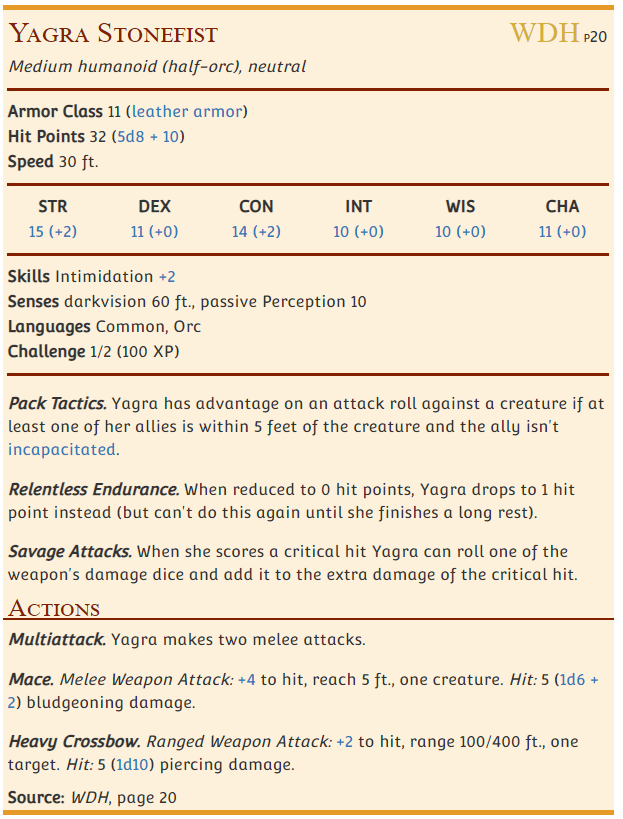 Yagra Stonefist WDH P20
Medium humanoid (half-orc), neutral
Armor Class 11 (leather armor)
Hit Points 32 (5d8 + 10)
Speed 30 ft.
STR DEX CON INT WIS CHA
15 (+2) 11 (+0) 14 (+2) 10 (+0) 10 (+0) 11 (+0)
Skills Intimidation +2
Senses darkvision 60 ft., passive Perception 10
Languages Common, Orc
Challenge 1/2 (100 XP)
Pack Tactics. Yagra has advantage on an attack roll against a creature if at
least one of her allies is within 5 feet of the creature and the ally isn't
incapacitated.
Relentless Endurance. When reduced to 0 hit points, Yagra drops to 1 hit
point instead (but can't do this again until she finishes a long rest).
Savage Attacks. When she scores a critical hit Yagra can roll one of the
weapon's damage dice and add it to the extra damage of the critical hit.
Actions
Multiattack. Yagra makes two melee attacks.
Mace. Melee Weapon Attack: +4 to hit, reach 5 ft., one creature. Hit: 5 (1d6 +
2) bludgeoning damage.
Heavy Crossbow. Ranged Weapon Attack: +2 to hit, range 100/400 ft., one
target. Hit: 5 (1d10) piercing damage.
Source: WDH, page 20